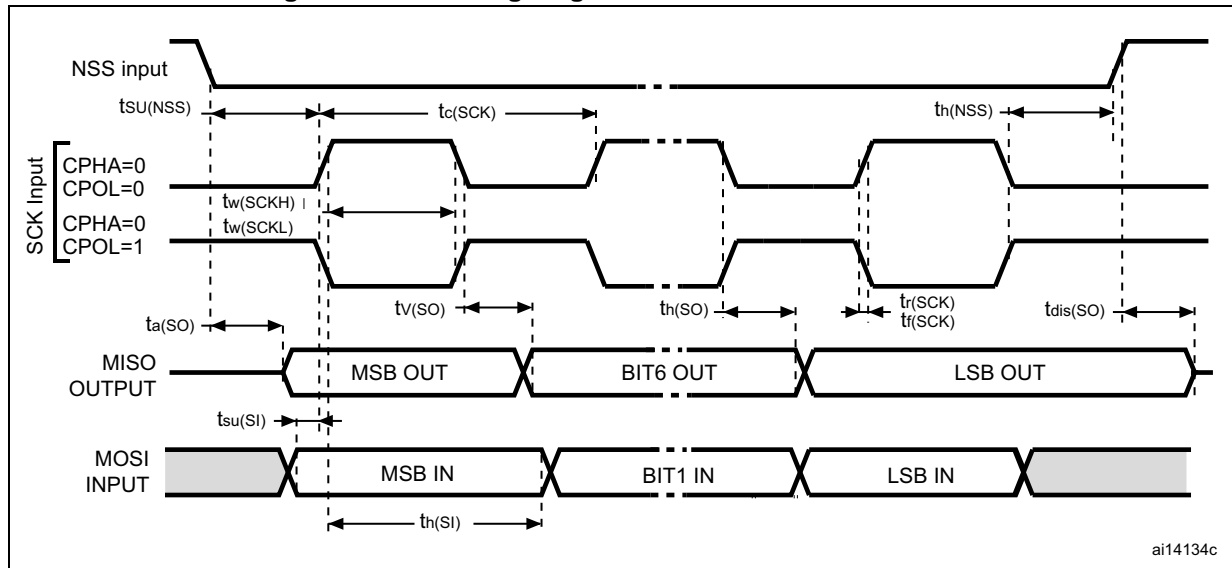 NSS input
tSU(NSS)
tc(SCK)
th(NSS)
SCK Input
CPHA=0
CPOL=0
tw(SCKH)
CPHA=0
CPOL=1
tw(SCKL)
tV(SO)
th(SO)
tr(SCK)
tf(SCK)
tdis(SO)
ta(SO)
MISO
OUTPUT
MSB OUT
BIT6 OUT
LSB OUT
tsu(SI)
MOSI
INPUT
MSB IN
BIT1 IN
LSB IN
th(SI)
ai14134c